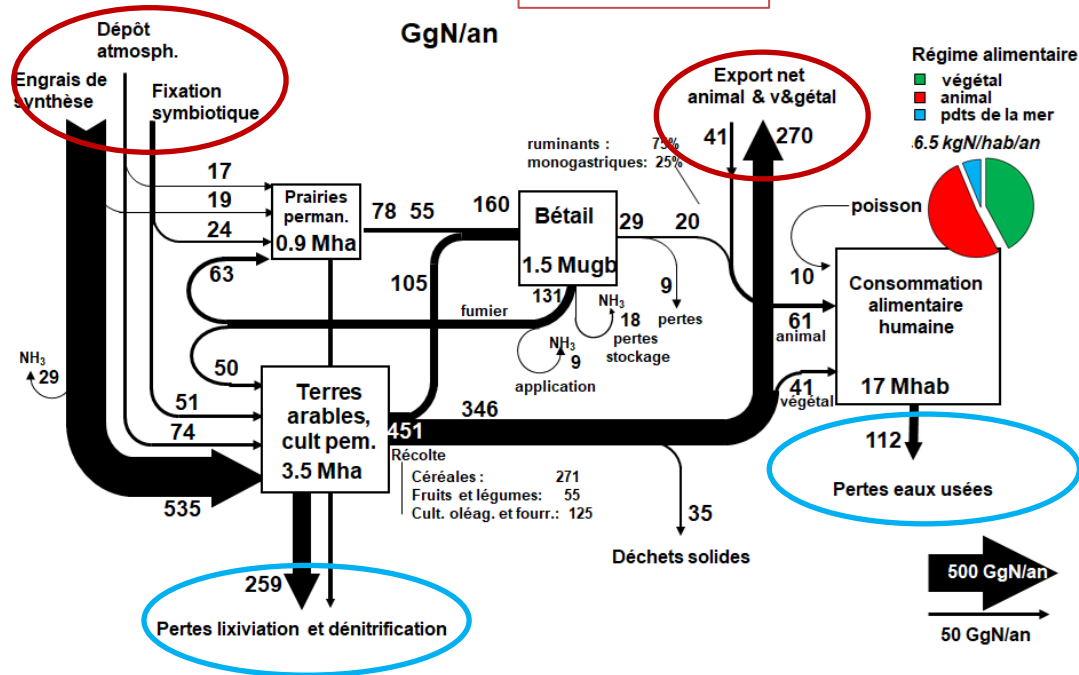 GgN/an
Dépôt
atmosph.
Engrais de
synthèse
Fixation
symbiotique
17
19
24
63
50
51
74
NH3
29
535
Prairies
perman.
0.9 Mha
78 55
160
105
Bétail
1.5 Mugb
131
fumier
NH3
18
pertes
stockage
NH3
9
application
29
20
9
pertes
ruminants : 75%
monogastriques: 25%
Export net
animal & v&gétal
41
270
Régime alimentaire
végétal
animal
pdts de la mer
6.5 kgN/hab/an
poisson
10
Consommation
alimentaire
humaine
17 Mhab
61
animal
41
végétal
112
Pertes eaux usées
Terres
arables,
cult pem.
3.5 Mha
451
346
Récolte
Céréales : 271
Fruits et légumes: 55
Cult. oléag. et fourr.: 125
35
Déchets solides
259
Pertes lixiviation et dénitrification
500 GgN/an
50 GgN/an